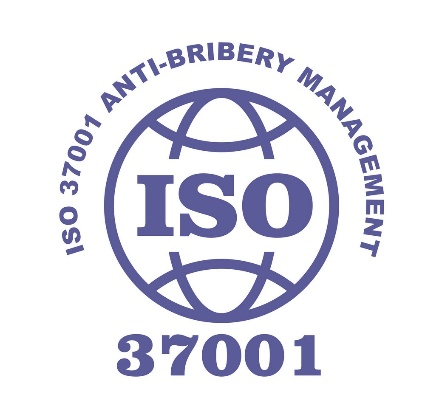 ISO 37001 ANTI-BRIBERY MANAGEMENT
ISO
37001